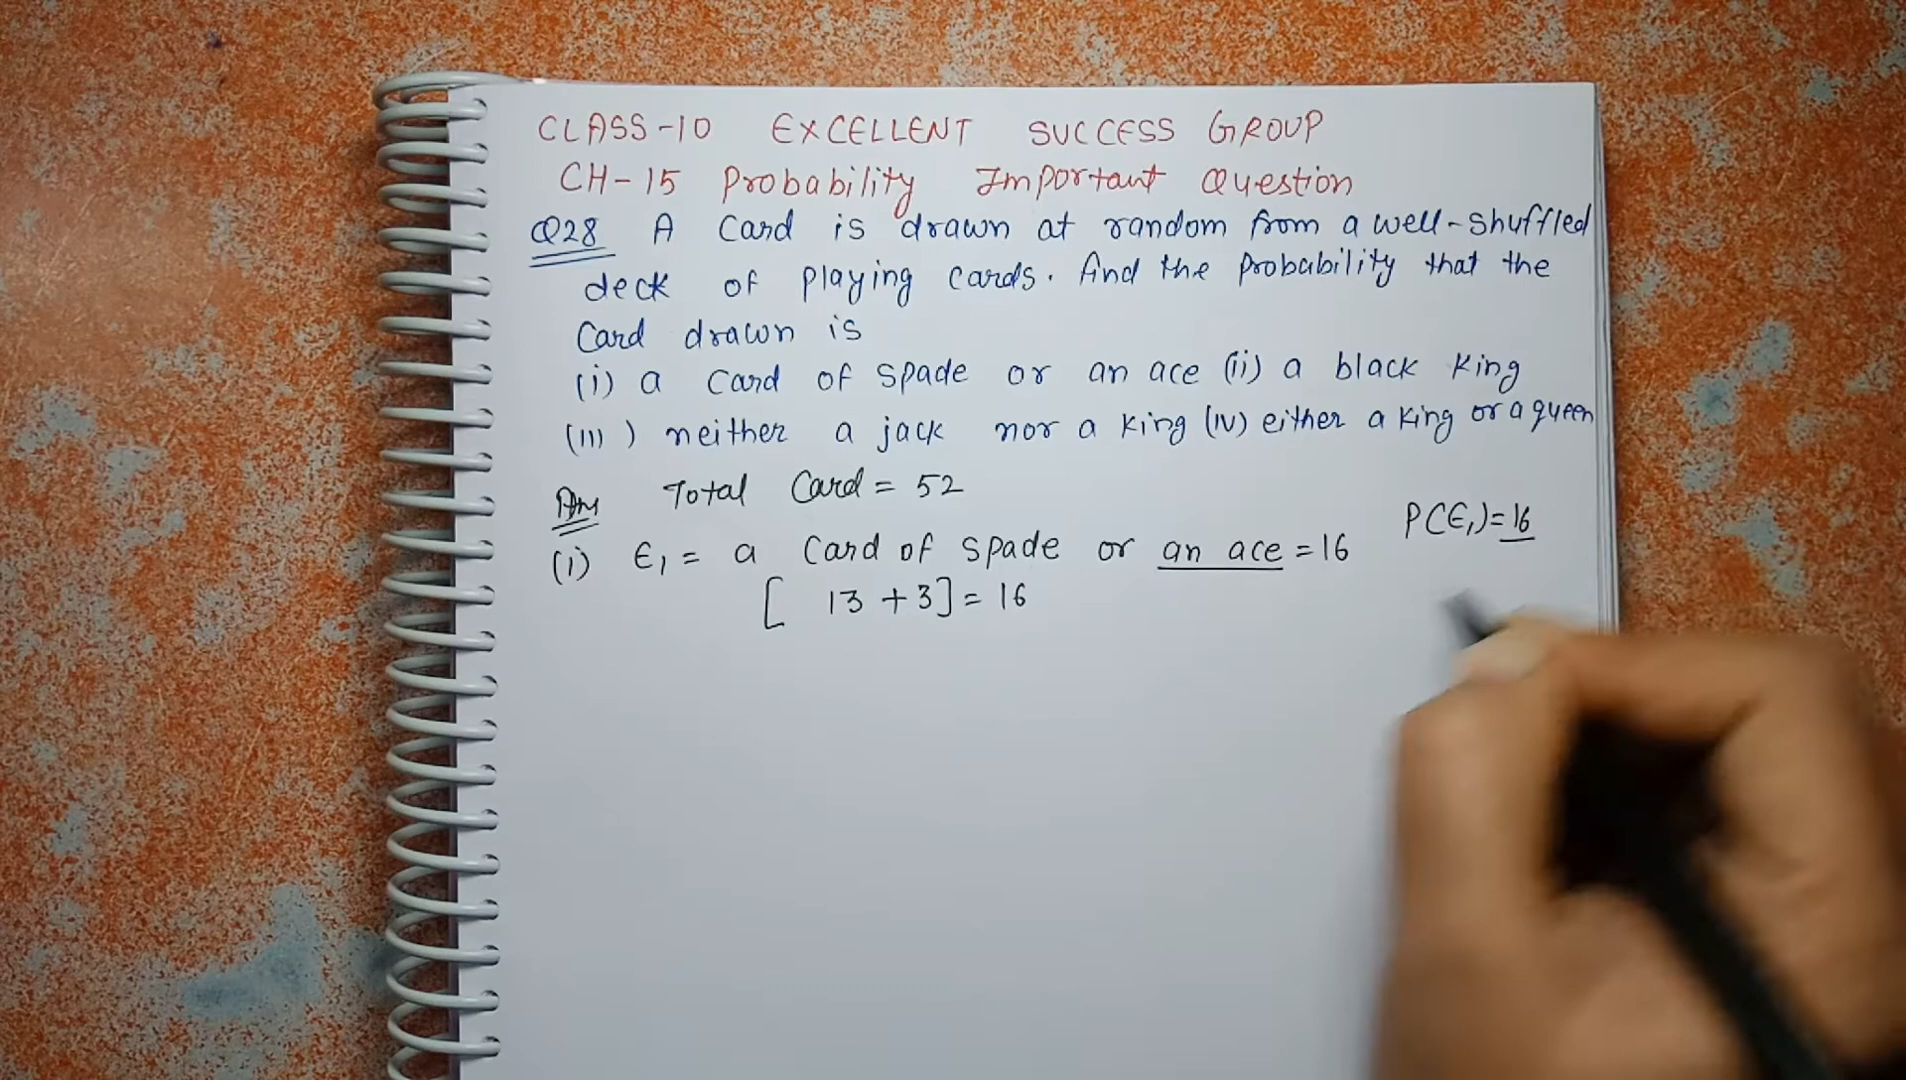 CLASS-10 EXCELLENT SUCCESS GROUP
CH-15 Probability Important Question
Q28 A Card is drawn at random from a well-shuffled
deck of playing cards. find the probability that the
Card drawn is
(i) a card of spade or an ace (ii) a black king
(III) neither a jack nor a king (IV) either a king or a queen
Ans Total Card = 52
(i) E₁ = a card of spade or an ace = 16
[ 13 + 3] = 16
P(E₁) = 16